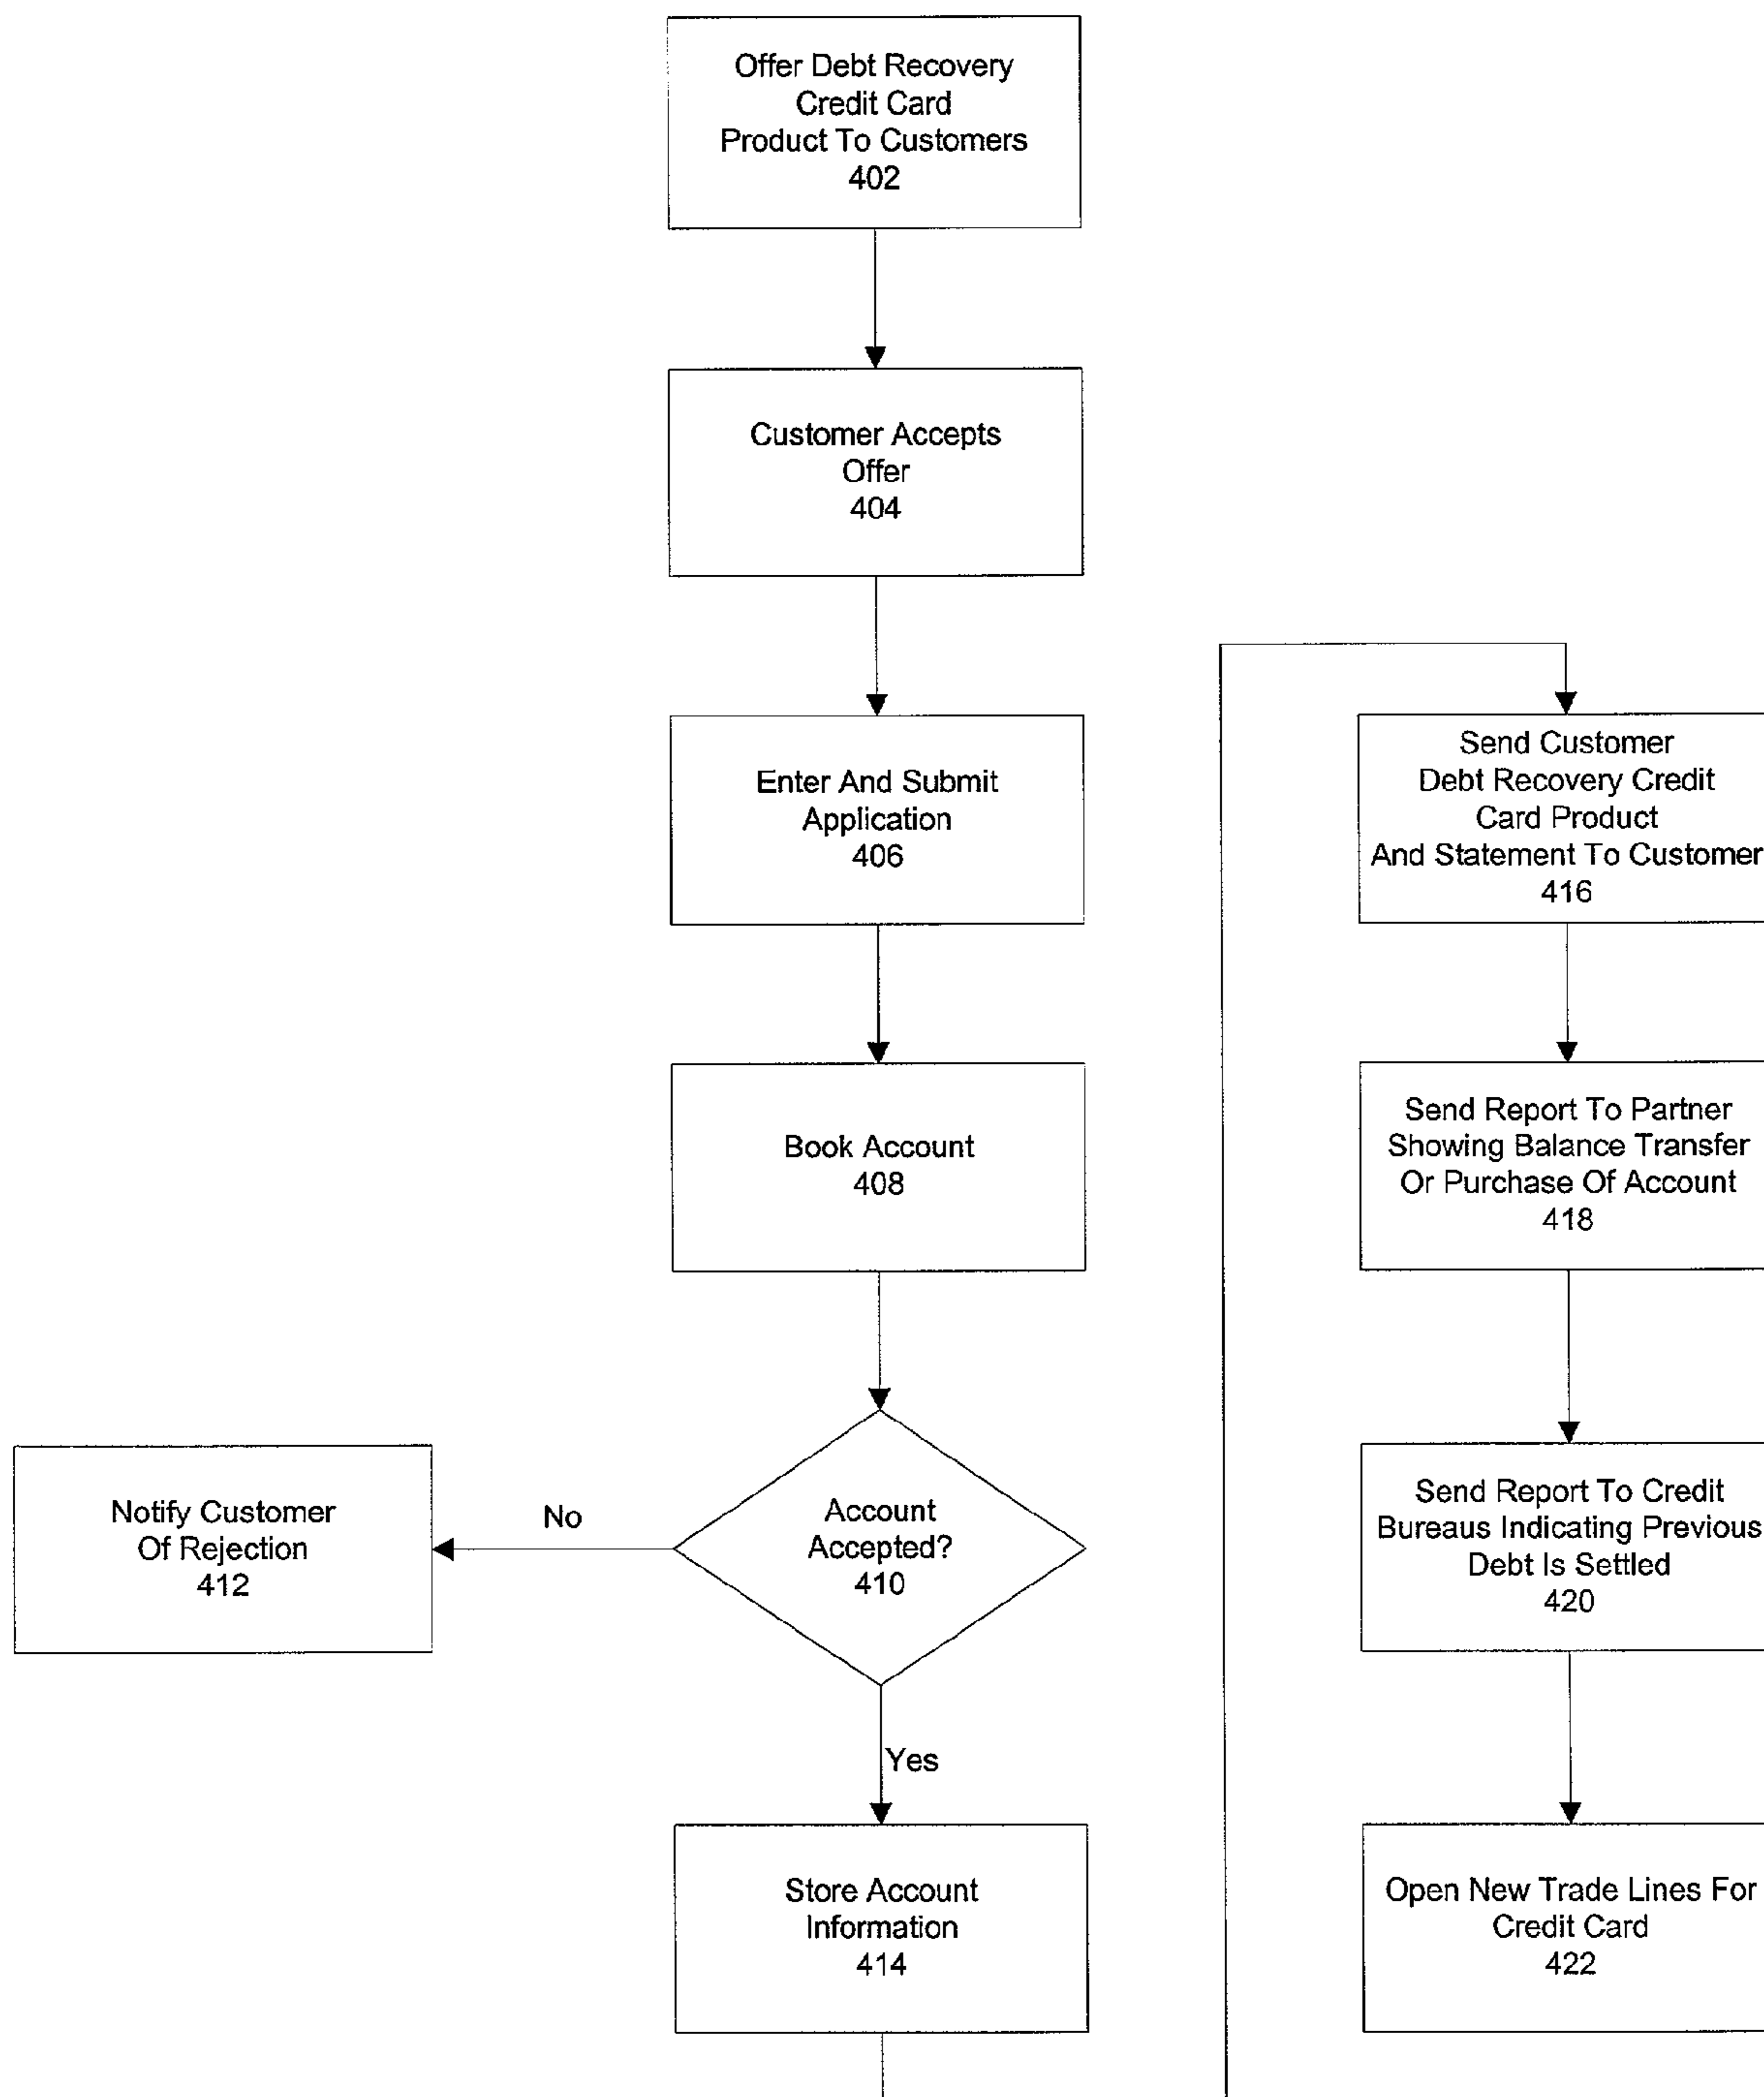 Offer Debt Recovery
Credit Card
Product To Customers
402
Customer Accepts
Offer
404
Enter And Submit
Application
406
Book Account
408
Account
Accepted?
410
No
Notify Customer
Of Rejection
412
Yes
Store Account
Information
414
Send Customer
Debt Recovery Credit
Card Product
And Statement To Customer
416
Send Report To Partner
Showing Balance Transfer
Or Purchase Of Account
418
Send Report To Credit
Bureaus Indicating Previous
Debt Is Settled
420
Open New Trade Lines For
Credit Card
422